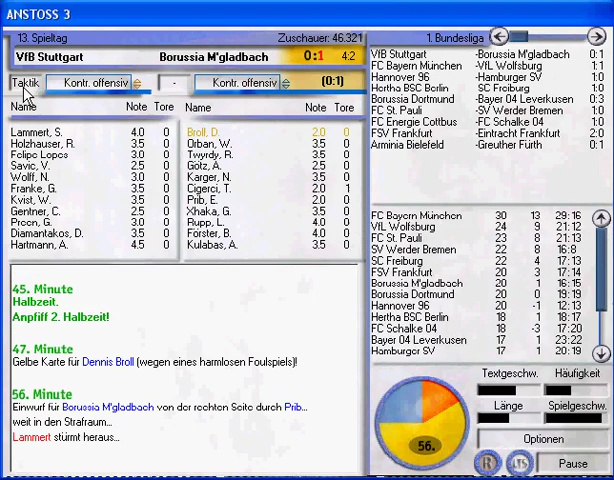 ANSTOSS 3
13. Spieltag Zuschauer: 46.321
VfB Stuttgart Borussia M'gladbach 0:1 4:2
Taktik Kontr. offensiv - Kontr. offensiv (0:1)
Name Note Tore Name Note Tore
Lammert, S. 4.0 0 Broll, D. 2.0 0
Holzhauser, R. 3.5 0 Orban, W. 3.5 0
Felipe Lopes 3.0 0 Twyrdy, R. 3.5 0
Savic, V. 2.5 0 Götz, A. 2.5 0
Wolff, N. 3.0 0 Karger, N. 3.5 0
Franke, G. 3.5 0 Cigerci, T. 2.0 1
Kvist, W. 3.5 0 Prib, E. 2.0 0
Gentner, C. 2.5 0 Xhaka, G. 3.5 0
Proen, G. 3.0 0 Rupp, L. 4.0 0
Diamantakos, D. 3.5 0 Förster, B. 4.0 0
Hartmann, A. 4.5 0 Kulabas, A. 3.5 0
45. Minute
Halbzeit.
Anpfiff 2. Halbzeit!
47. Minute
Gelbe Karte für Dennis Broll (wegen eines harmlosen Foulspiels)!
56. Minute
Einwurf für Borussia M'gladbach von der rechten Seite durch Prib...
weit in den Strafraum...
Lammert stürmt heraus...
1. Bundesliga
VfB Stuttgart -Borussia M'gladbach 0:1
FC Bayern München -VfL Wolfsburg 0:1
Hannover 96 -Hamburger SV 0:1
Hertha BSC Berlin -SC Freiburg 0:1
Borussia Dortmund -Bayer 04 Leverkusen 0:3
FC St. Pauli -SV Werder Bremen 0:1
FC Energie Cottbus -FC Schalke 04 0:1
FSV Frankfurt -Eintracht Frankfurt 2:0
Arminia Bielefeld -Greuther Fürth 0:1
FC Bayern München 30 13 29:16
VfL Wolfsburg 24 9 21:12
FC St. Pauli 23 8 21:13
SV Werder Bremen 22 8 16:8
SC Freiburg 22 4 17:13
FSV Frankfurt 20 3 17:14
Borussia M'gladbach 20 1 16:15
Borussia Dortmund 20 0 19:19
Hannover 96 20 -1 12:13
Hertha BSC Berlin 18 1 18:17
FC Schalke 04 18 -3 17:20
Bayer 04 Leverkusen 17 1 23:22
Hamburger SV 17 1 20:19
Textgeschw. Häufigkeit
Länge Spielgeschw.
56.
Optionen
R LTS Pause